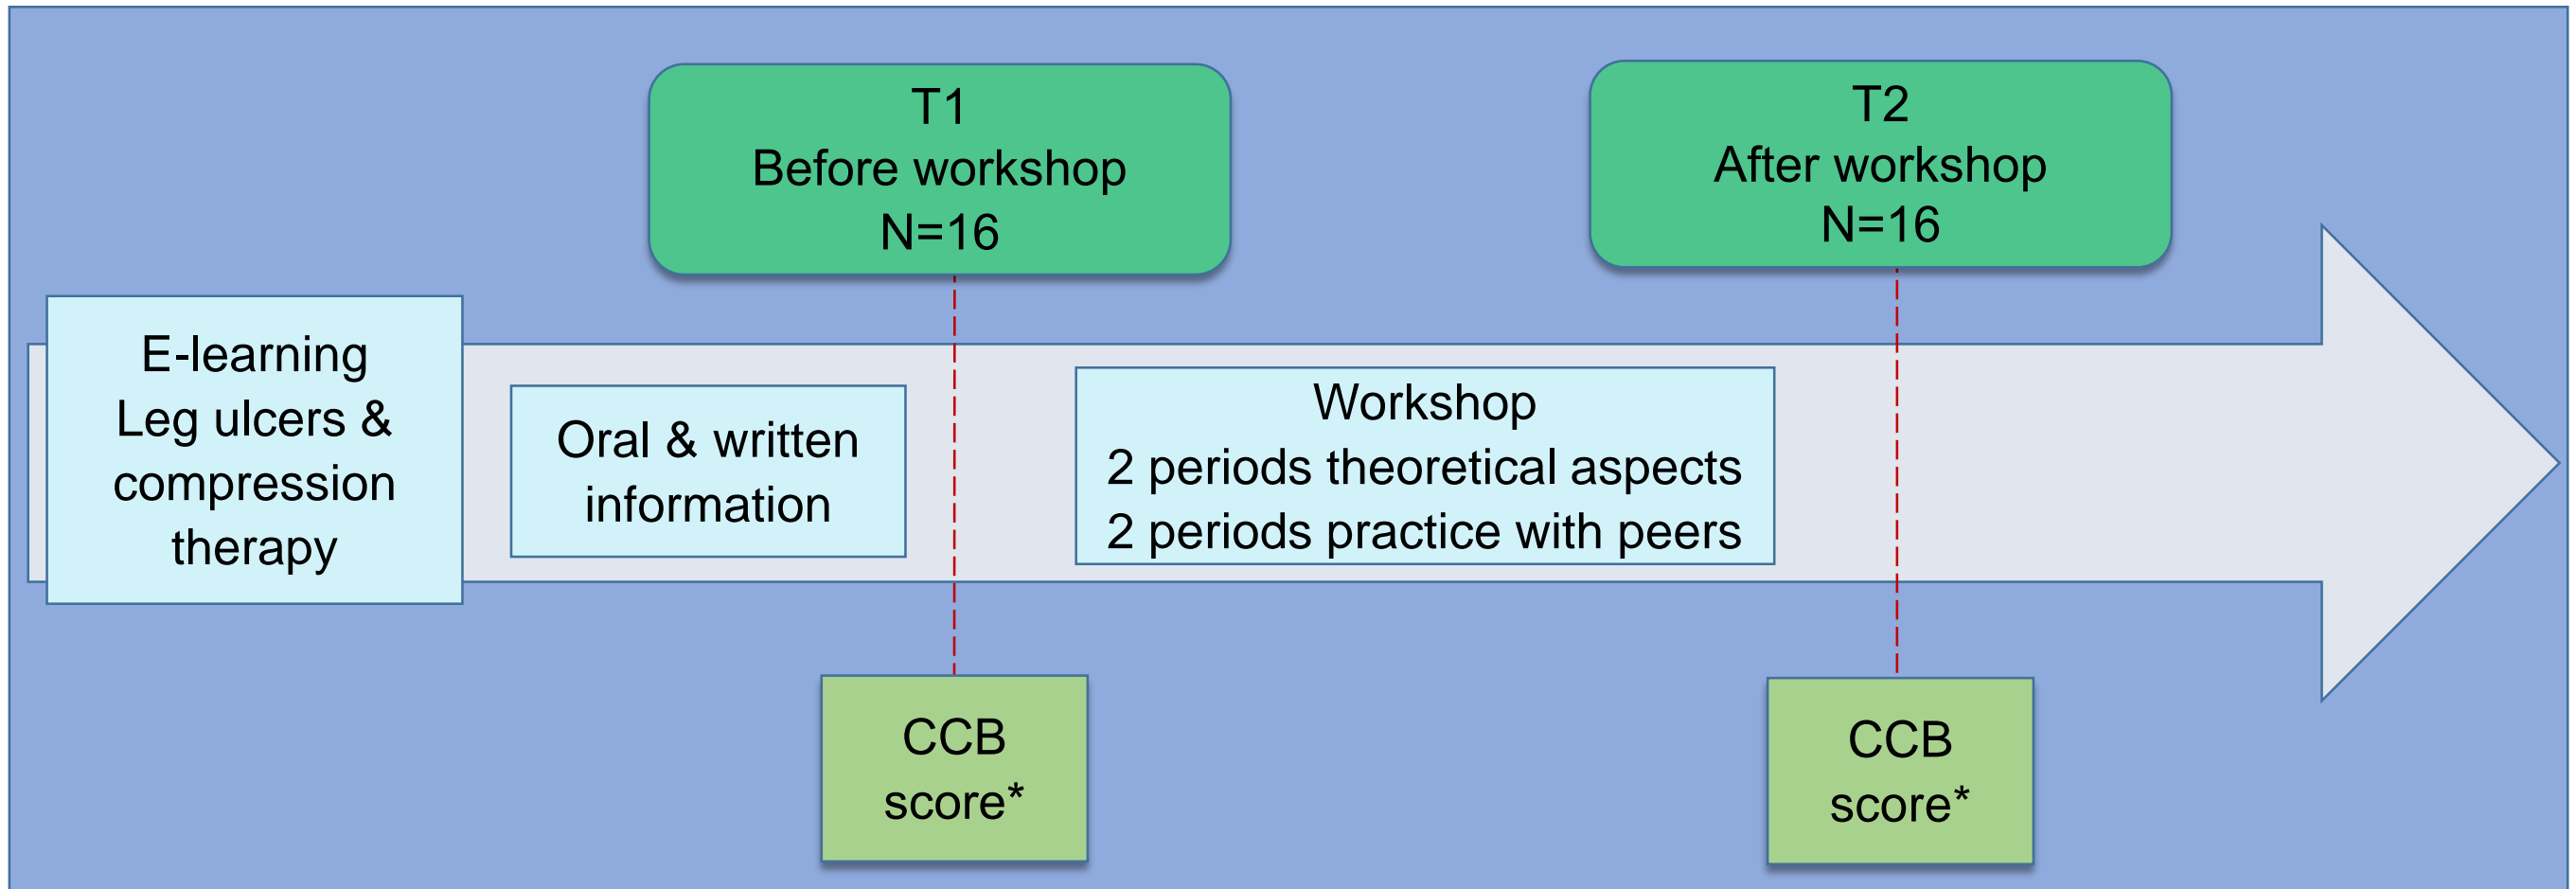 T1
Before workshop
N=16
T2
After workshop
N=16
E-learning
Leg ulcers &
compression
therapy
Oral & written
information
Workshop
2 periods theoretical aspects
2 periods practice with peers
CCB
score*
CCB
score*